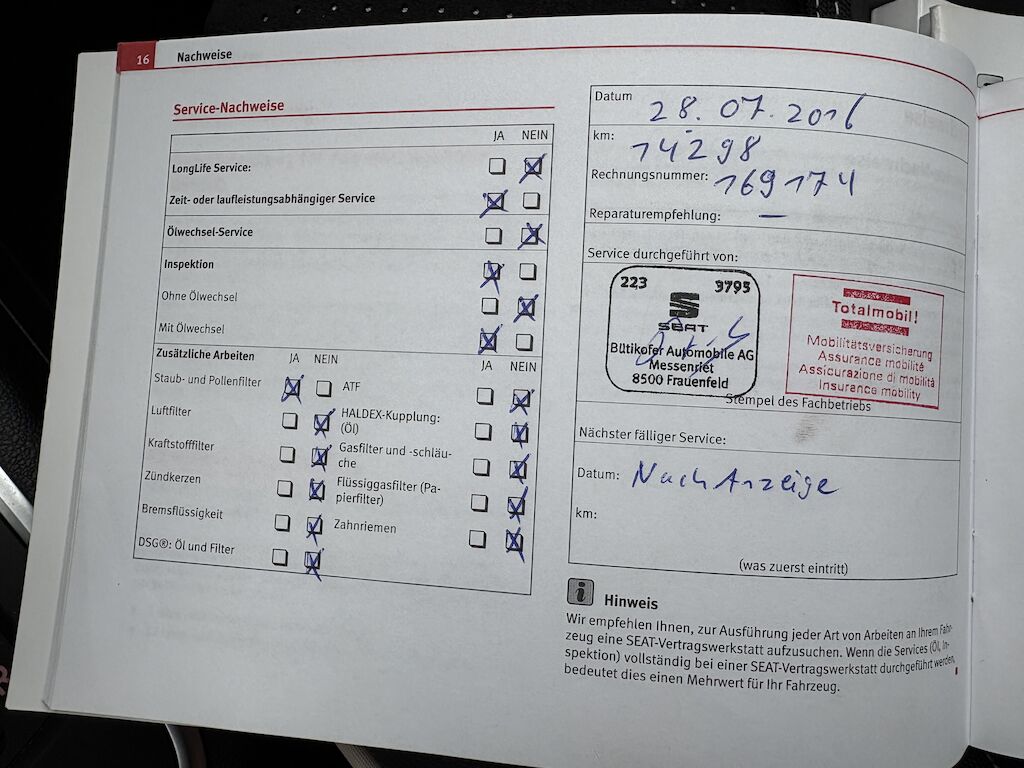 16 Nachweise
Service-Nachweise
JA NEIN
LongLife Service:
Zeit- oder laufleistungsabhängiger Service
Ölwechsel-Service
Inspektion
Ohne Ölwechsel
Mit Ölwechsel
Zusätzliche Arbeiten JA NEIN JA NEIN
Staub- und Pollenfilter
ATF
Luftfilter
HALDEX-Kupplung:
(Öl)
Kraftstofffilter
Gasfilter und -schläu-
che
Zündkerzen
Flüssiggasfilter (Pa-
pierfilter)
Bremsflüssigkeit
Zahnriemen
DSG®: Öl und Filter
Datum 28.07.2016
km: 14298
Rechnungsnummer: 169174
Reparaturempfehlung: —
Service durchgeführt von:
223 3795
SEAT
Bütikofer Automobile AG
Messenriet
8500 Frauenfeld
Totalmobil!
Mobilitätsversicherung
Assurance mobilité
Assicurazione di mobilità
Insurance mobility
Stempel des Fachbetriebs
Nächster fälliger Service:
Datum: Nach Anzeige
km:
(was zuerst eintritt)
i Hinweis
Wir empfehlen Ihnen, zur Ausführung jeder Art von Arbeiten an Ihrem Fahr-
zeug eine SEAT-Vertragswerkstatt aufzusuchen. Wenn die Services (Öl, In-
spektion) vollständig bei einer SEAT-Vertragswerkstatt durchgeführt werden,
bedeutet dies einen Mehrwert für Ihr Fahrzeug.